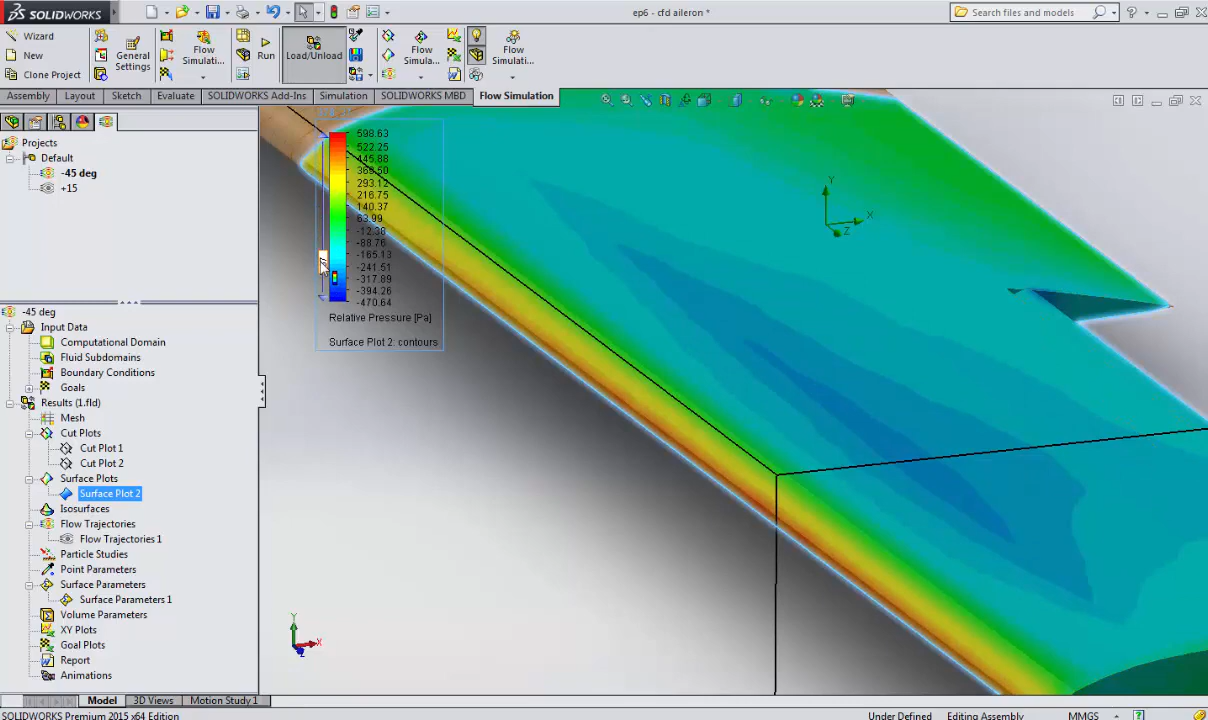 SOLIDWORKS
ep6 - cfd aileron *
Search files and models
Wizard
New
Clone Project
General
Settings
Flow
Simulati...
Run
Load/Unload
Flow
Simula...
Flow
Simulati...
Assembly
Layout
Sketch
Evaluate
SOLIDWORKS Add-Ins
Simulation
SOLIDWORKS MBD
Flow Simulation
Projects
Default
-45 deg
+15
-45 deg
Input Data
Computational Domain
Fluid Subdomains
Boundary Conditions
Goals
Results (1.fld)
Mesh
Cut Plots
Cut Plot 1
Cut Plot 2
Surface Plots
Surface Plot 2
Isosurfaces
Flow Trajectories
Flow Trajectories 1
Particle Studies
Point Parameters
Surface Parameters
Surface Parameters 1
Volume Parameters
XY Plots
Goal Plots
Report
Animations
598.63
522.25
445.88
369.50
293.12
216.75
140.37
63.99
-12.38
-88.76
-165.13
-241.51
-317.89
-394.26
-470.64
Relative Pressure [Pa]
Surface Plot 2: contours
Y
X
Z
Y
X
Z
Model
3D Views
Motion Study 1
SOLIDWORKS Premium 2015 x64 Edition
Under Defined
Editing Assembly
MMGS